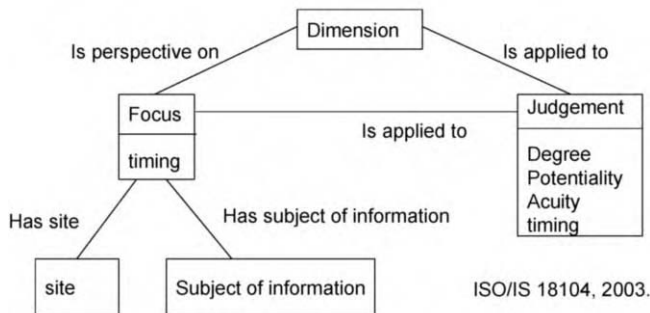 Dimension
Is perspective on
Is applied to
Focus
timing
Is applied to
Judgement
Degree
Potentiality
Acuity
timing
Has site
Has subject of information
site
Subject of information
ISO/IS 18104, 2003.